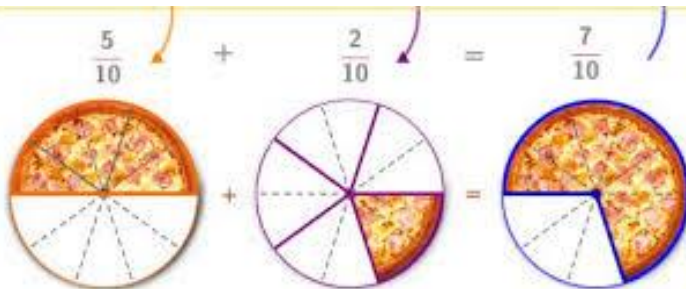 5/10 + 2/10 = 7/10
+ =